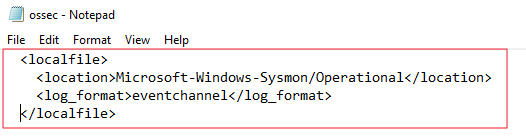 ossec - Notepad
File Edit Format View Help
<localfile>
<location>Microsoft-Windows-Sysmon/Operational</location>
<log_format>eventchannel</log_format>
</localfile>